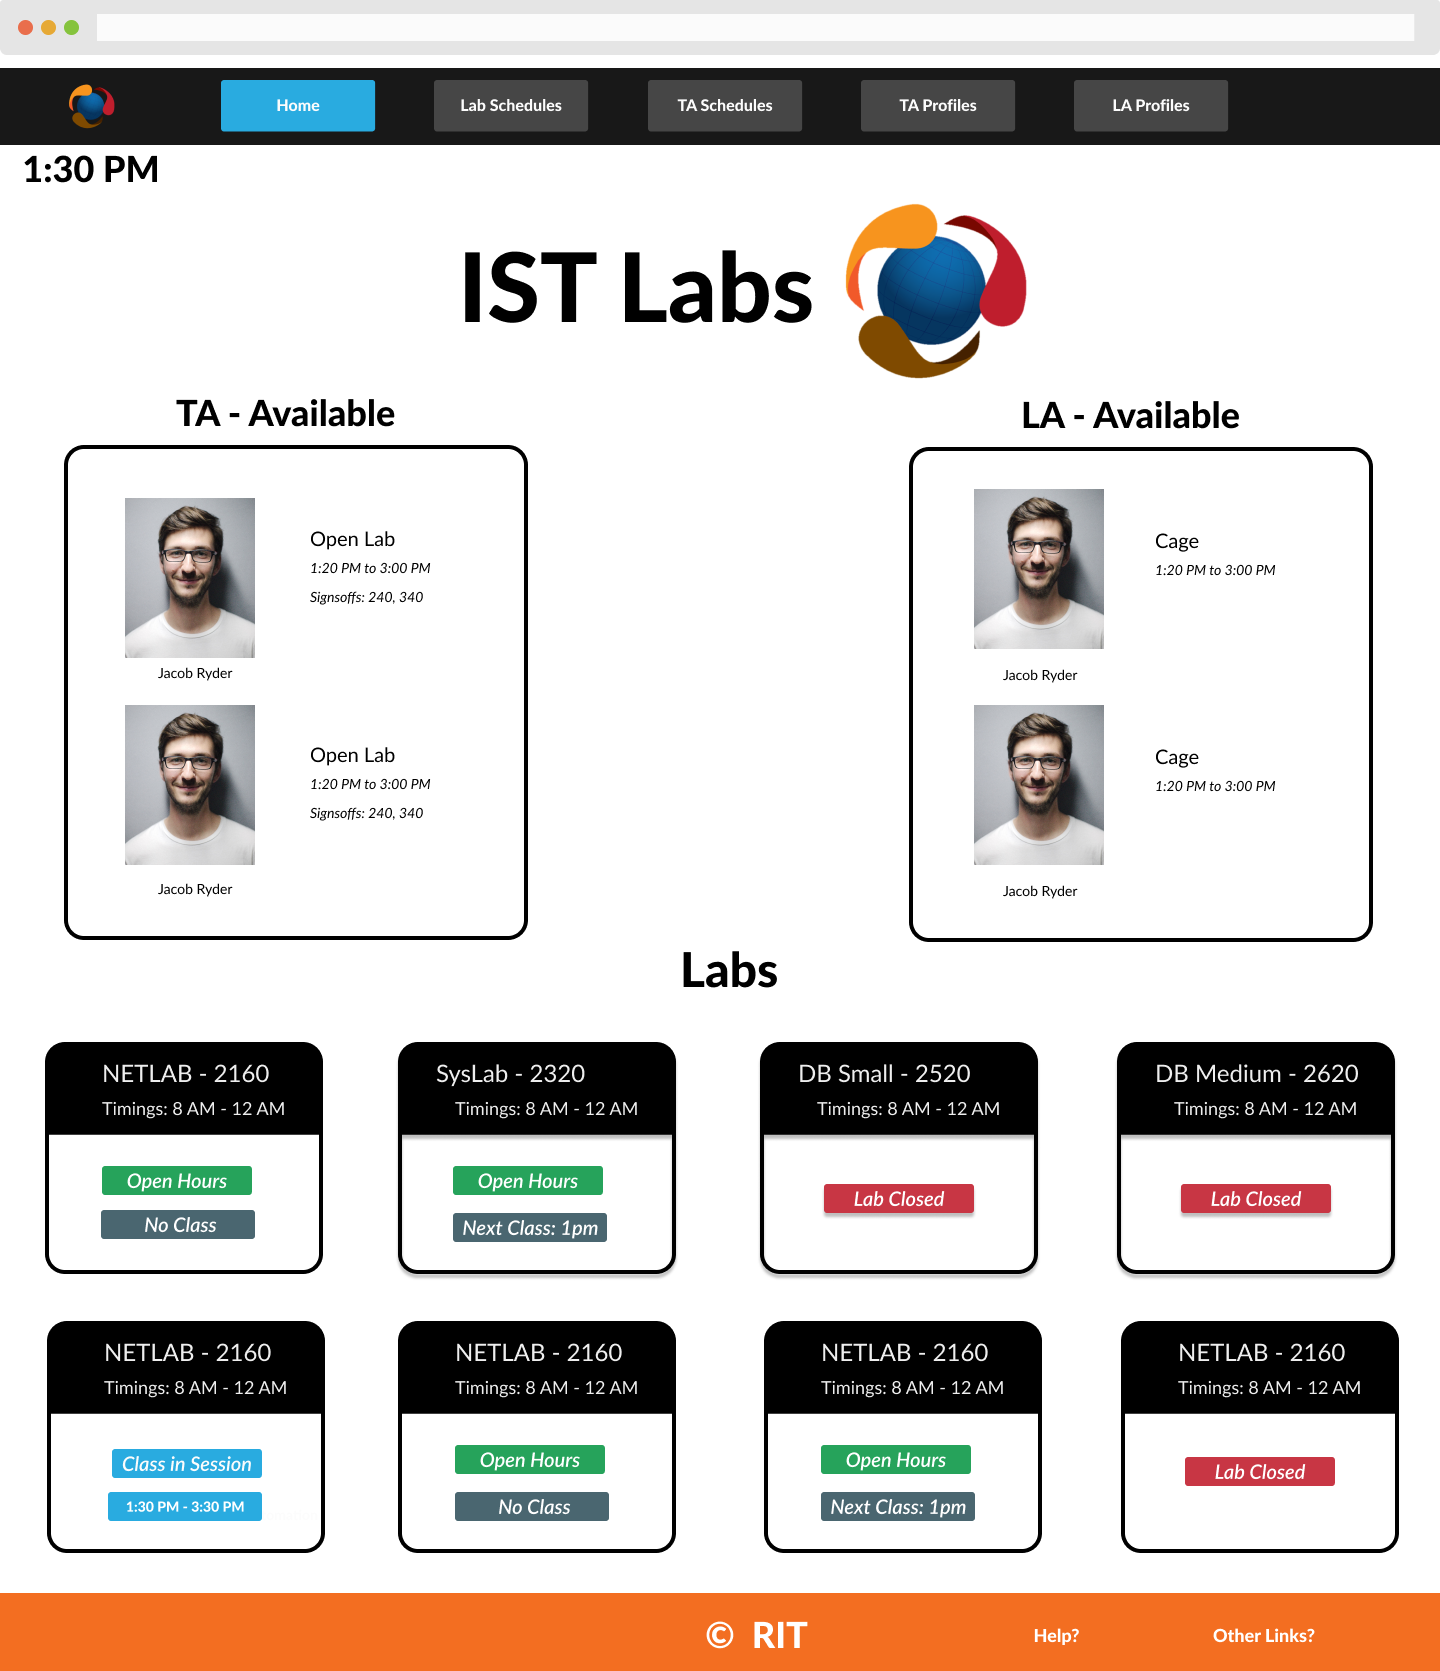 Home
Lab Schedules
TA Schedules
TA Profiles
LA Profiles
1:30 PM
IST Labs
TA - Available
LA - Available
Open Lab
1:20 PM to 3:00 PM
Signsoffs: 240, 340
Jacob Ryder
Open Lab
1:20 PM to 3:00 PM
Signsoffs: 240, 340
Jacob Ryder
Cage
1:20 PM to 3:00 PM
Jacob Ryder
Cage
1:20 PM to 3:00 PM
Jacob Ryder
Labs
NETLAB - 2160
Timings: 8 AM - 12 AM
Open Hours
No Class
SysLab - 2320
Timings: 8 AM - 12 AM
Open Hours
Next Class: 1pm
DB Small - 2520
Timings: 8 AM - 12 AM
Lab Closed
DB Medium - 2620
Timings: 8 AM - 12 AM
Lab Closed
NETLAB - 2160
Timings: 8 AM - 12 AM
Class in Session
1:30 PM - 3:30 PM
NETLAB - 2160
Timings: 8 AM - 12 AM
Open Hours
No Class
NETLAB - 2160
Timings: 8 AM - 12 AM
Open Hours
Next Class: 1pm
NETLAB - 2160
Timings: 8 AM - 12 AM
Lab Closed
© RIT
Help?
Other Links?